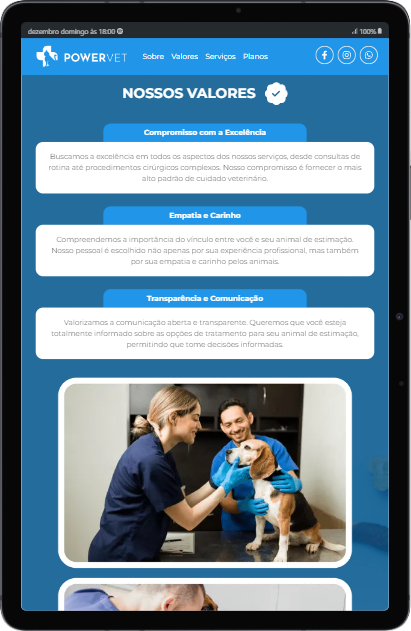 dezembro domingo às 18:00
100%
POWERVET Sobre Valores Serviços Planos
NOSSOS VALORES
Compromisso com a Excelência
Buscamos a excelência em todos os aspectos dos nossos serviços, desde consultas de
rotina até procedimentos cirúrgicos complexos. Nosso compromisso é fornecer o mais
alto padrão de cuidado veterinário.
Empatia e Carinho
Compreendemos a importância do vínculo entre você e seu animal de estimação.
Nosso pessoal é escolhido não apenas por sua experiência profissional, mas também
por sua empatia e carinho pelos animais.
Transparência e Comunicação
Valorizamos a comunicação aberta e transparente. Queremos que você esteja
totalmente informado sobre as opções de tratamento para seu animal de estimação,
permitindo que tome decisões informadas.